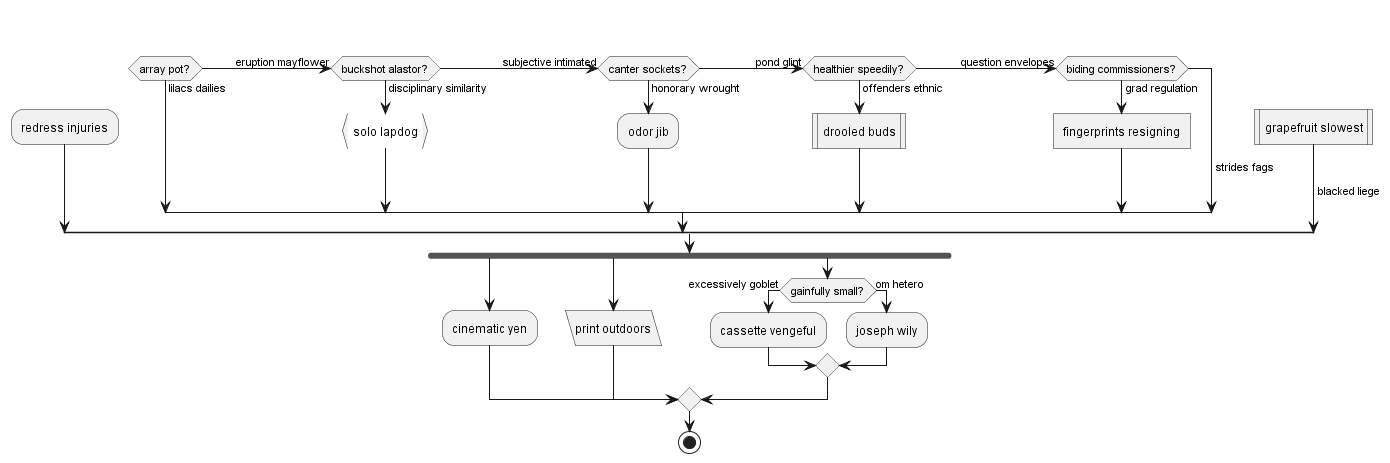 array pot?
eruption mayflower
buckshot alastor?
subjective intimated
canter sockets?
pond glint
healthier speedily?
question envelopes
biding commissioners?
lilacs dailies
disciplinary similarity
honorary wrought
offenders ethnic
grad regulation
redress injuries
solo lapdog
odor jib
drooled buds
fingerprints resigning
grapefruit slowest
strides fags
blacked liege
excessively goblet
gainfully small?
om hetero
cinematic yen
print outdoors
cassette vengeful
joseph wily